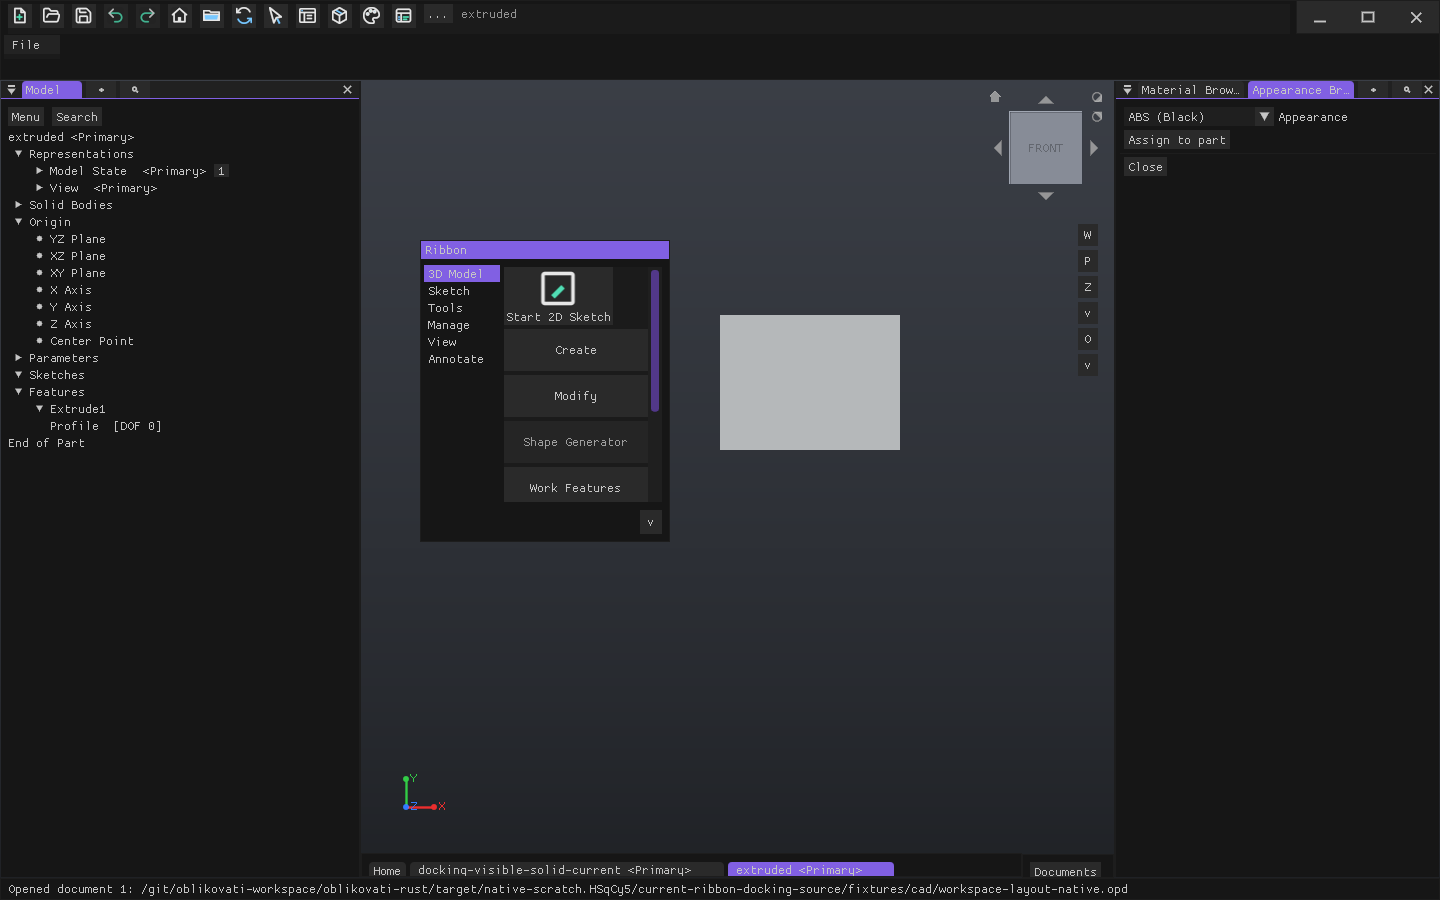 ... extruded
File
Model
Menu Search
extruded <Primary>
Representations
Model State <Primary> 1
View <Primary>
Solid Bodies
Origin
YZ Plane
XZ Plane
XY Plane
X Axis
Y Axis
Z Axis
Center Point
Parameters
Sketches
Features
Extrude1
Profile [DOF 0]
End of Part
Ribbon
3D Model
Sketch
Tools
Manage
View
Annotate
Start 2D Sketch
Create
Modify
Shape Generator
Work Features
v
FRONT
W
P
Z
v
O
v
Y
Z X
Material Brow… Appearance Br…
ABS (Black) Appearance
Assign to part
Close
Home docking-visible-solid-current <Primary> extruded <Primary> Documents
Opened document 1: /git/oblikovati-workspace/oblikovati-rust/target/native-scratch.HSqCy5/current-ribbon-docking-source/fixtures/cad/workspace-layout-native.opd